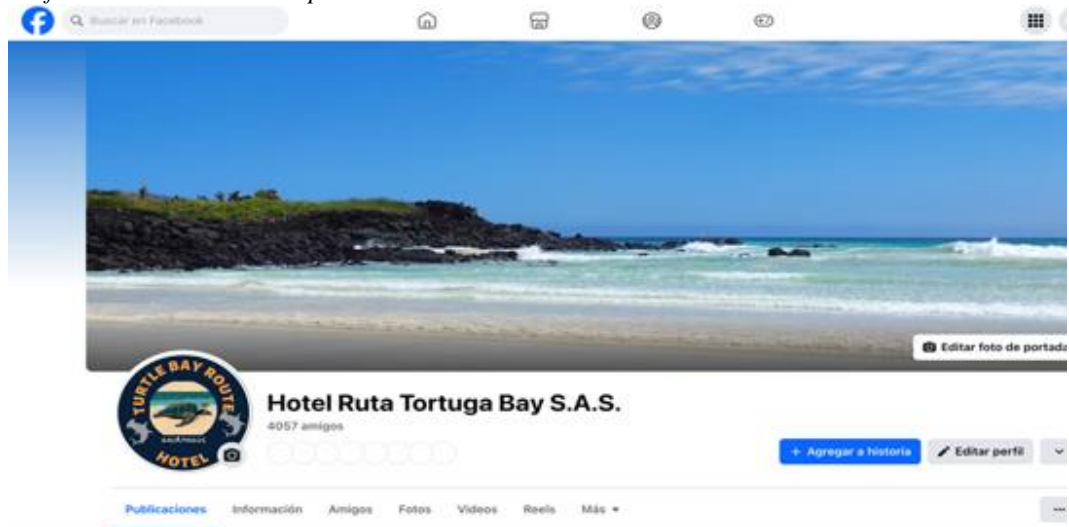 Buscar en Facebook
Editar foto de portada
TURTLE BAY ROUTE
HOTEL
Hotel Ruta Tortuga Bay S.A.S.
4057 amigos
+ Agregar a historia
Editar perfil
Publicaciones
Información
Amigos
Fotos
Videos
Reels
Más